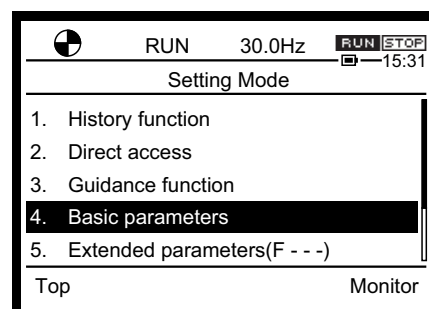 RUN 30.0Hz RUN STOP
15:31
Setting Mode
1. History function
2. Direct access
3. Guidance function
4. Basic parameters
5. Extended parameters(F - - -)
Top Monitor